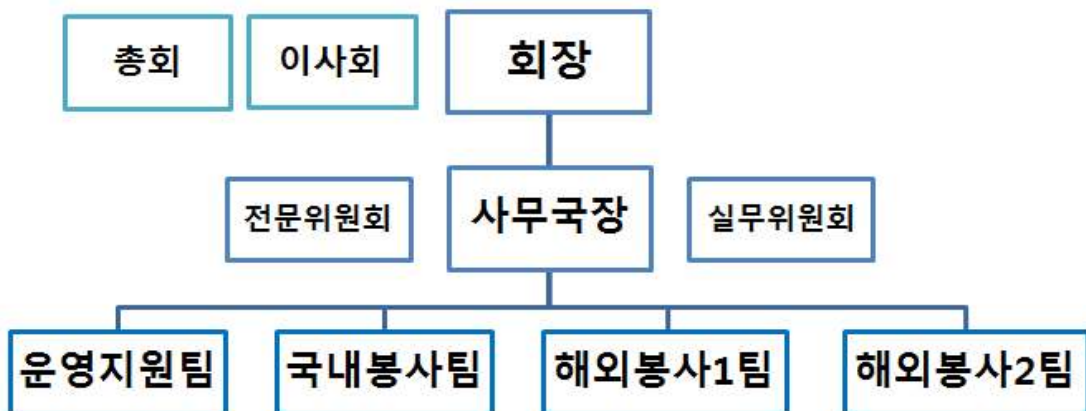 총회
이사회
회장
전문위원회
사무국장
실무위원회
운영지원팀
국내봉사팀
해외봉사1팀
해외봉사2팀